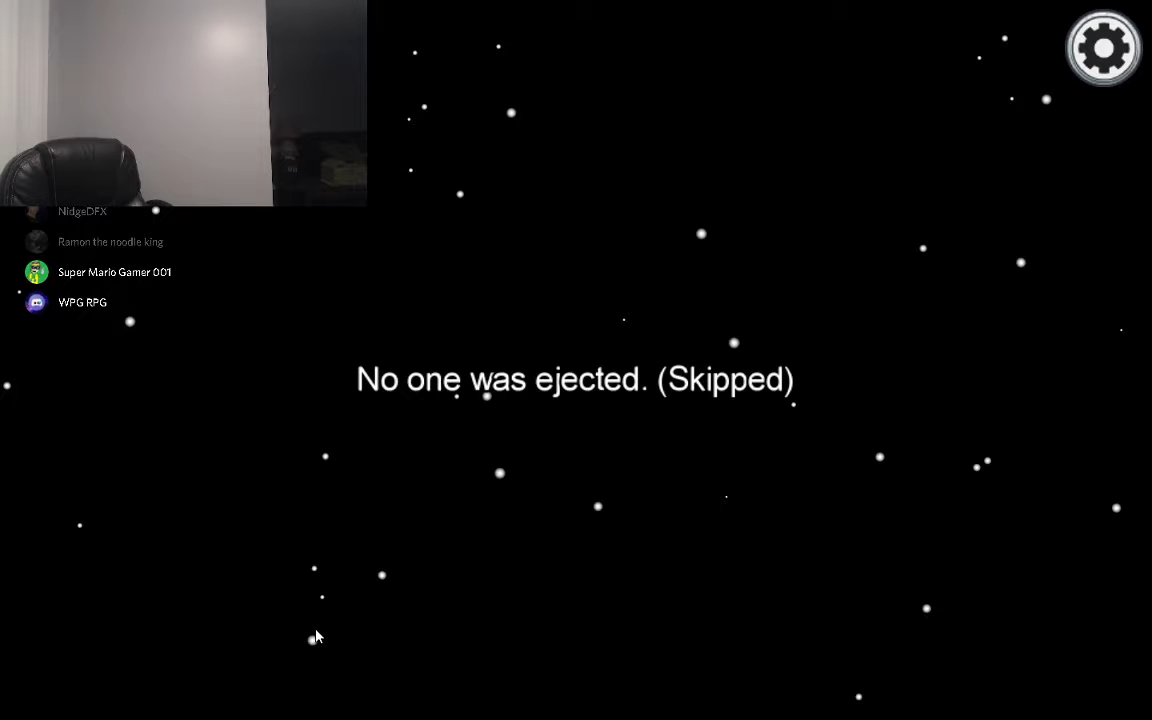 NidgeDFX
Ramon the noodle king
Super Mario Gamer 001
WPG RPG
No one was ejected. (Skipped)